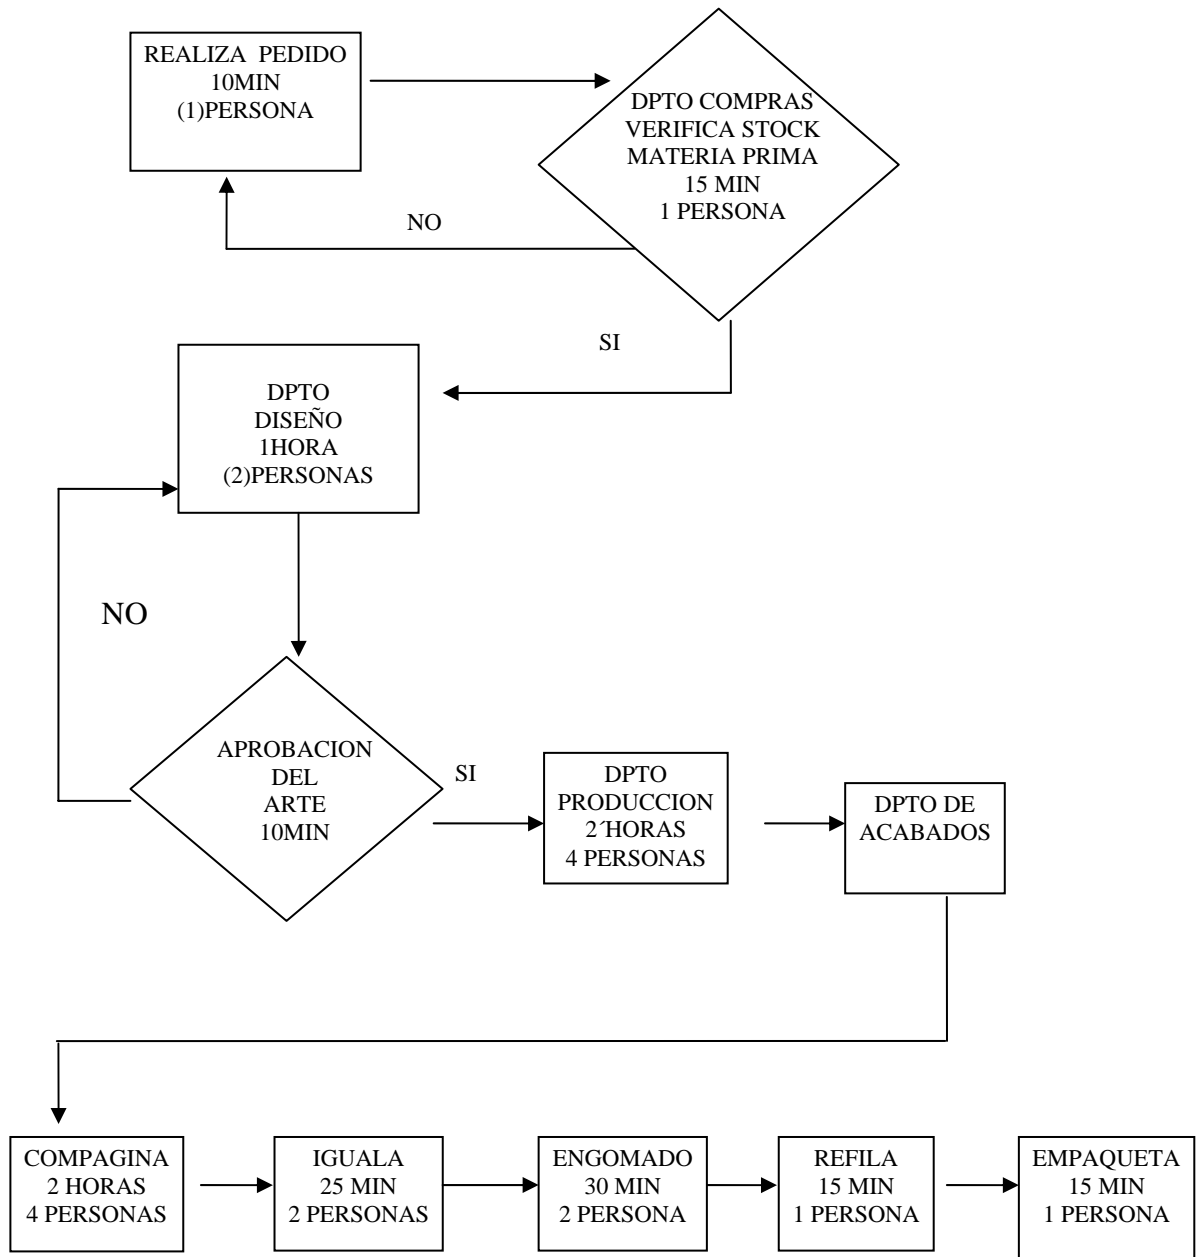 REALIZA PEDIDO
10MIN
(1)PERSONA
DPTO COMPRAS
VERIFICA STOCK
MATERIA PRIMA
15 MIN
1 PERSONA
NO
SI
DPTO
DISEÑO
1HORA
(2)PERSONAS
NO
APROBACION
DEL
ARTE
10MIN
SI
DPTO
PRODUCCION
2´HORAS
4 PERSONAS
DPTO DE
ACABADOS
COMPAGINA
2 HORAS
4 PERSONAS
IGUALA
25 MIN
2 PERSONAS
ENGOMADO
30 MIN
2 PERSONA
REFILA
15 MIN
1 PERSONA
EMPAQUETA
15 MIN
1 PERSONA